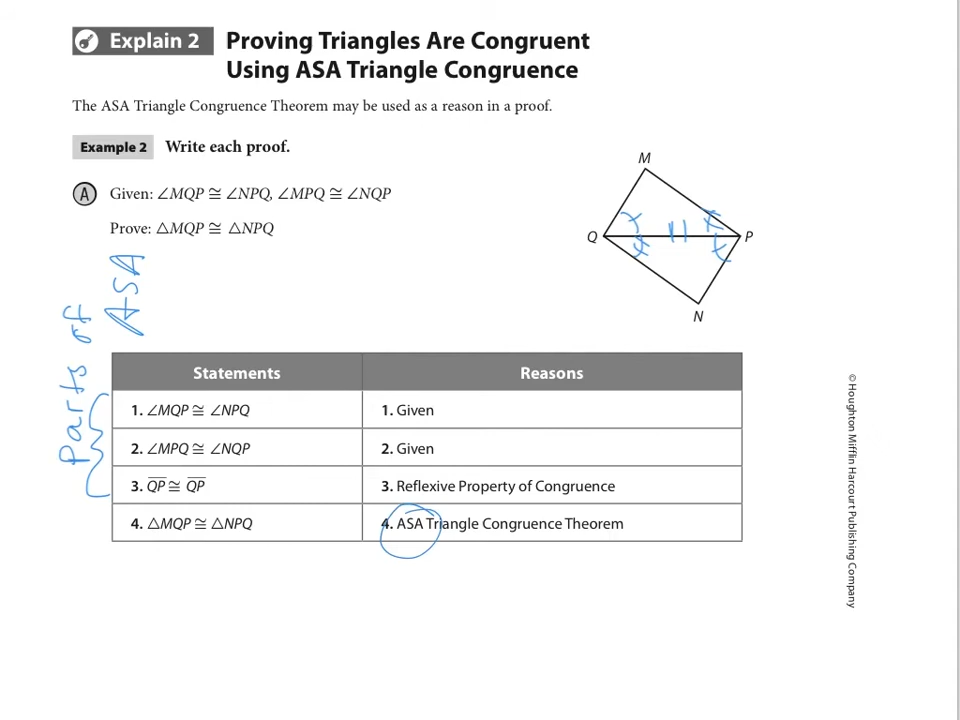 Explain 2 Proving Triangles Are Congruent
Using ASA Triangle Congruence
The ASA Triangle Congruence Theorem may be used as a reason in a proof.
Example 2 Write each proof.
A Given: ∠MQP ≅ ∠NPQ, ∠MPQ ≅ ∠NQP
Prove: △MQP ≅ △NPQ
M
Q
P
N
Parts of
ASA
Statements Reasons
1. ∠MQP ≅ ∠NPQ 1. Given
2. ∠MPQ ≅ ∠NQP 2. Given
3. Q̅P̅ ≅ Q̅P̅ 3. Reflexive Property of Congruence
4. △MQP ≅ △NPQ 4. ASA Triangle Congruence Theorem
© Houghton Mifflin Harcourt Publishing Company